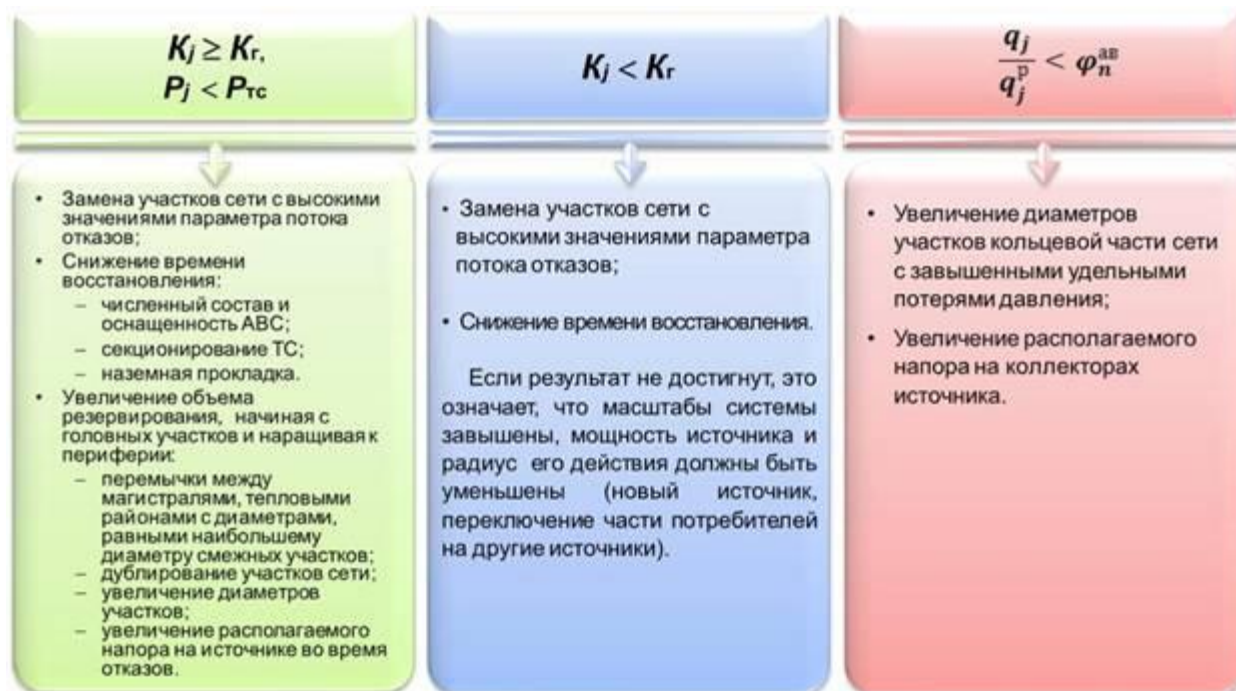 Kj ≥ Kг,
Pj < Pтс
• Замена участков сети с высокими
значениями параметра потока
отказов;
• Снижение времени
восстановления:
– численный состав и
оснащенность АВС;
– секционирование ТС;
– наземная прокладка.
• Увеличение объема
резервирования, начиная с
головных участков и наращивая к
периферии:
– перемычки между
магистралями, тепловыми
районами с диаметрами,
равными наибольшему
диаметру смежных участков;
– дублирование участков сети;
– увеличение диаметров
участков;
– увеличение располагаемого
напора на источнике во время
отказов.
Kj < Kг
• Замена участков сети с
высокими значениями параметра
потока отказов;
• Снижение времени восстановления.
Если результат не достигнут, это
означает, что масштабы системы
завышены, мощность источника и
радиус его действия должны быть
уменьшены (новый источник,
переключение части потребителей
на другие источники).
qj / qjᵖ < φnᵃᵇ
• Увеличение диаметров
участков кольцевой части сети
с завышенными удельными
потерями давления;
• Увеличение располагаемого
напора на коллекторах
источника.